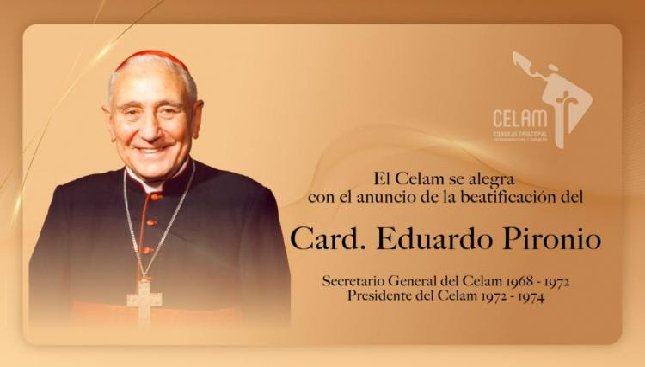 CELAM
El Celam se alegra
con el anuncio de la beatificación del
Card. Eduardo Pironio
Secretario General del Celam 1968 - 1972
Presidente del Celam 1972 - 1974